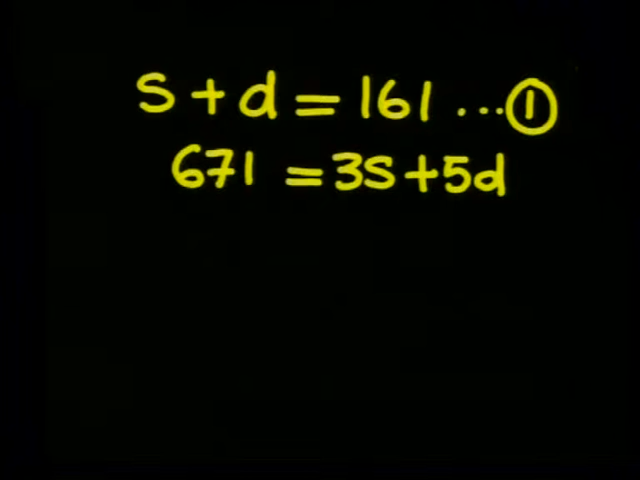 s + d = 161 ... ①
671 = 3s + 5d